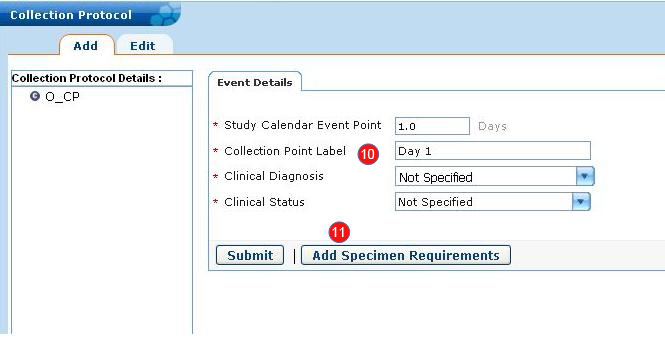 Collection Protocol
Add Edit
Collection Protocol Details :
C O_CP
Event Details
* Study Calendar Event Point 1.0 Days
* Collection Point Label 10 Day 1
* Clinical Diagnosis Not Specified
* Clinical Status Not Specified
11
Submit | Add Specimen Requirements